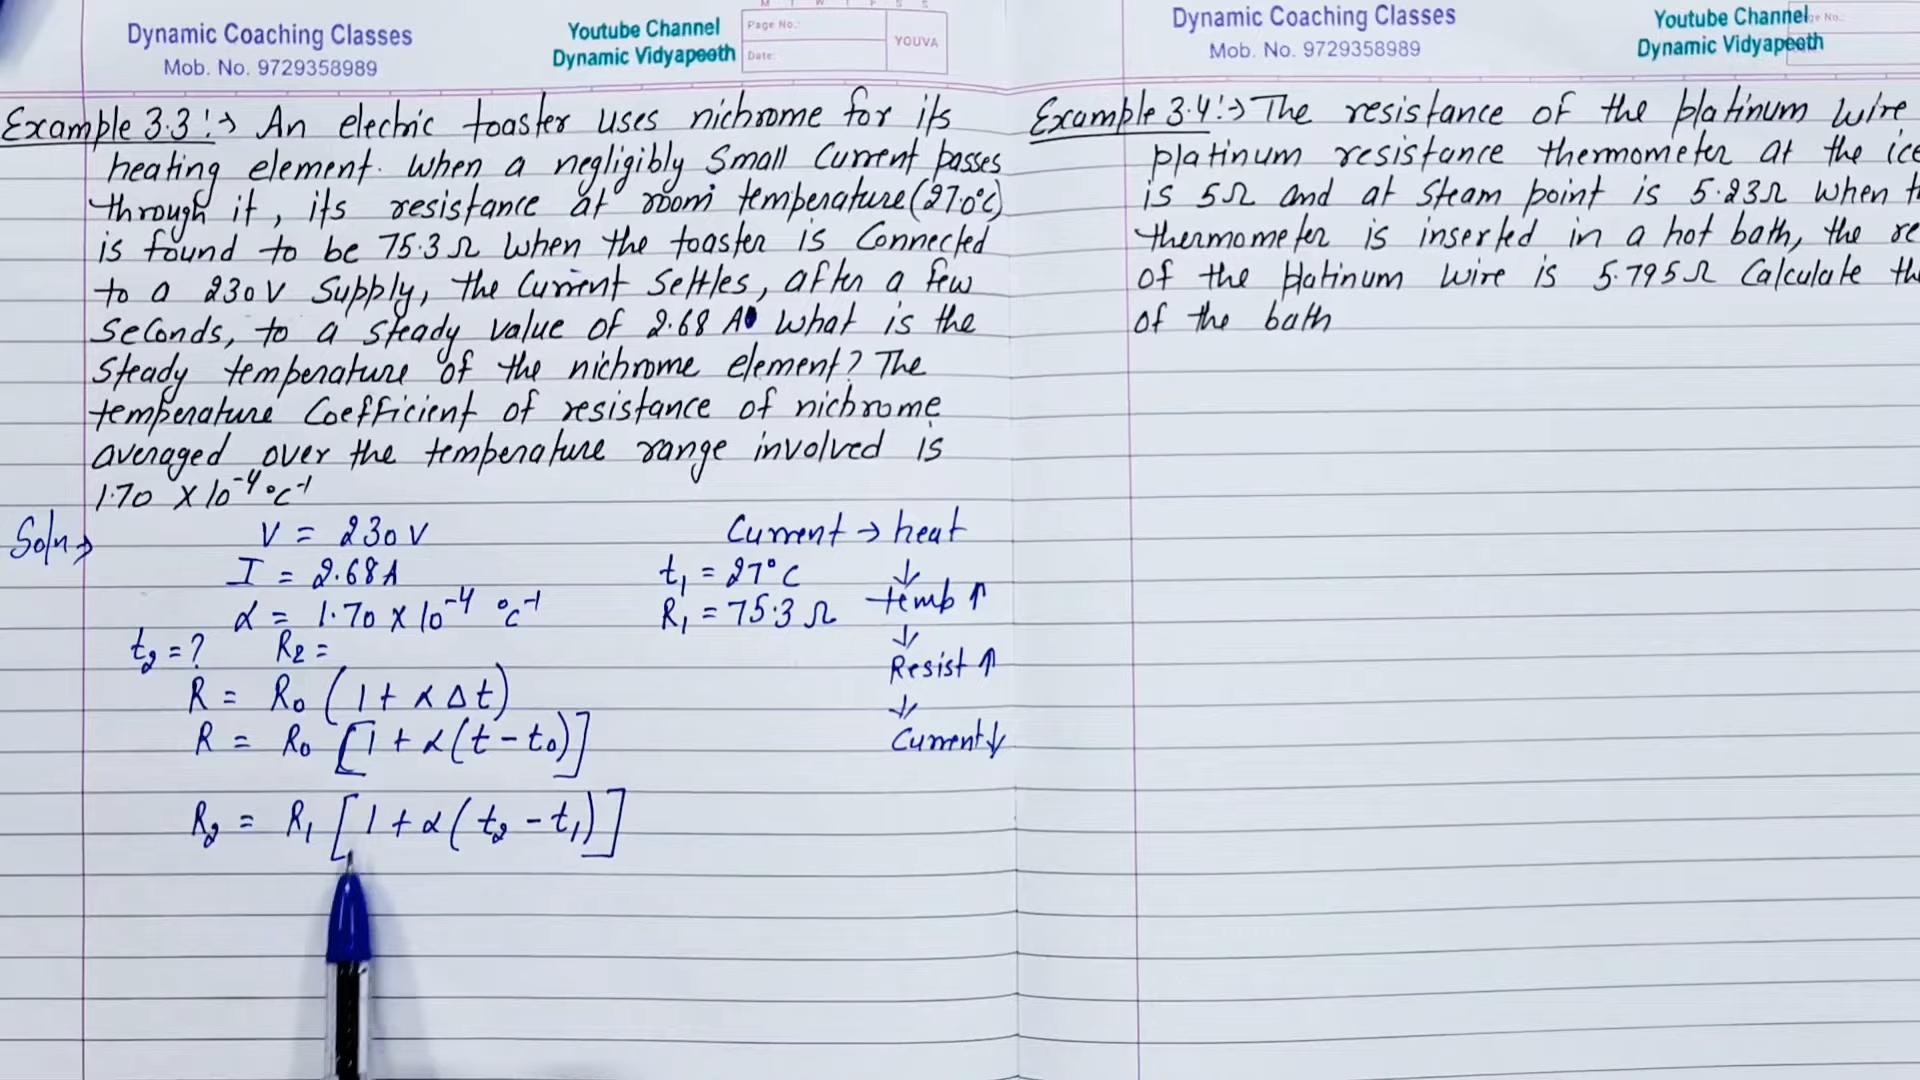 Dynamic Coaching Classes
Mob. No. 9729358989
Youtube Channel
Dynamic Vidyapeeth
Page No.:
Date:
YOUVA
Example 3.3 :→ An electric toaster uses nichrome for its
heating element. When a negligibly small current passes
through it, its resistance at room temperature (27.0°C)
is found to be 75.3 Ω when the toaster is connected
to a 230 V supply, the current settles, after a few
seconds, to a steady value of 2.68 A. What is the
steady temperature of the nichrome element? The
temperature coefficient of resistance of nichrome
averaged over the temperature range involved is
1.70 × 10⁻⁴ °C⁻¹
Soln →
V = 230 V
I = 2.68 A
α = 1.70 × 10⁻⁴ °C⁻¹
t₂ = ? R₂ =
R = R₀ (1 + α Δt)
R = R₀ [1 + α(t - t₀)]
R₂ = R₁ [1 + α(t₂ - t₁)]
t₁ = 27°C
R₁ = 75.3 Ω
Current → heat
↓
temp ↑
↓
Resist ↑
↓
Current ↓
Dynamic Coaching Classes
Mob. No. 9729358989
Youtube Channel
Dynamic Vidyapeeth
Example 3.4 :→ The resistance of the platinum wire
platinum resistance thermometer at the ice
is 5Ω and at steam point is 5.23Ω when
thermometer is inserted in a hot bath, the
of the platinum wire is 5.795Ω Calculate
of the bath